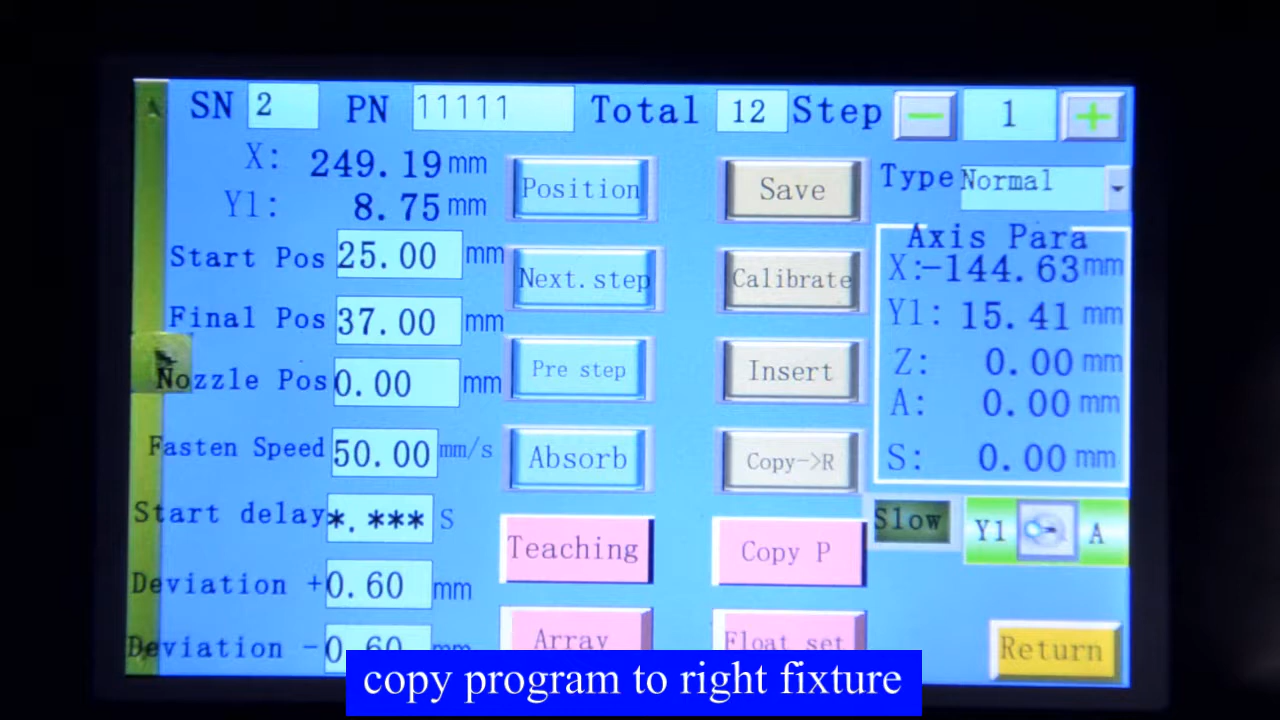 SN 2 PN 11111 Total 12 Step 1
X: 249.19 mm
Y1: 8.75 mm
Start Pos 25.00 mm
Final Pos 37.00 mm
Nozzle Pos 0.00 mm
Fasten Speed 50.00 mm/s
Start delay *.*** S
Deviation + 0.60 mm
Deviation - 0.60 mm
Position
Next.step
Pre step
Absorb
Teaching
Array
Save
Calibrate
Insert
Copy->R
Copy P
Float set
Type Normal
Axis Para
X: -144.63 mm
Y1: 15.41 mm
Z: 0.00 mm
A: 0.00 mm
S: 0.00 mm
Slow Y1 A
Return
copy program to right fixture